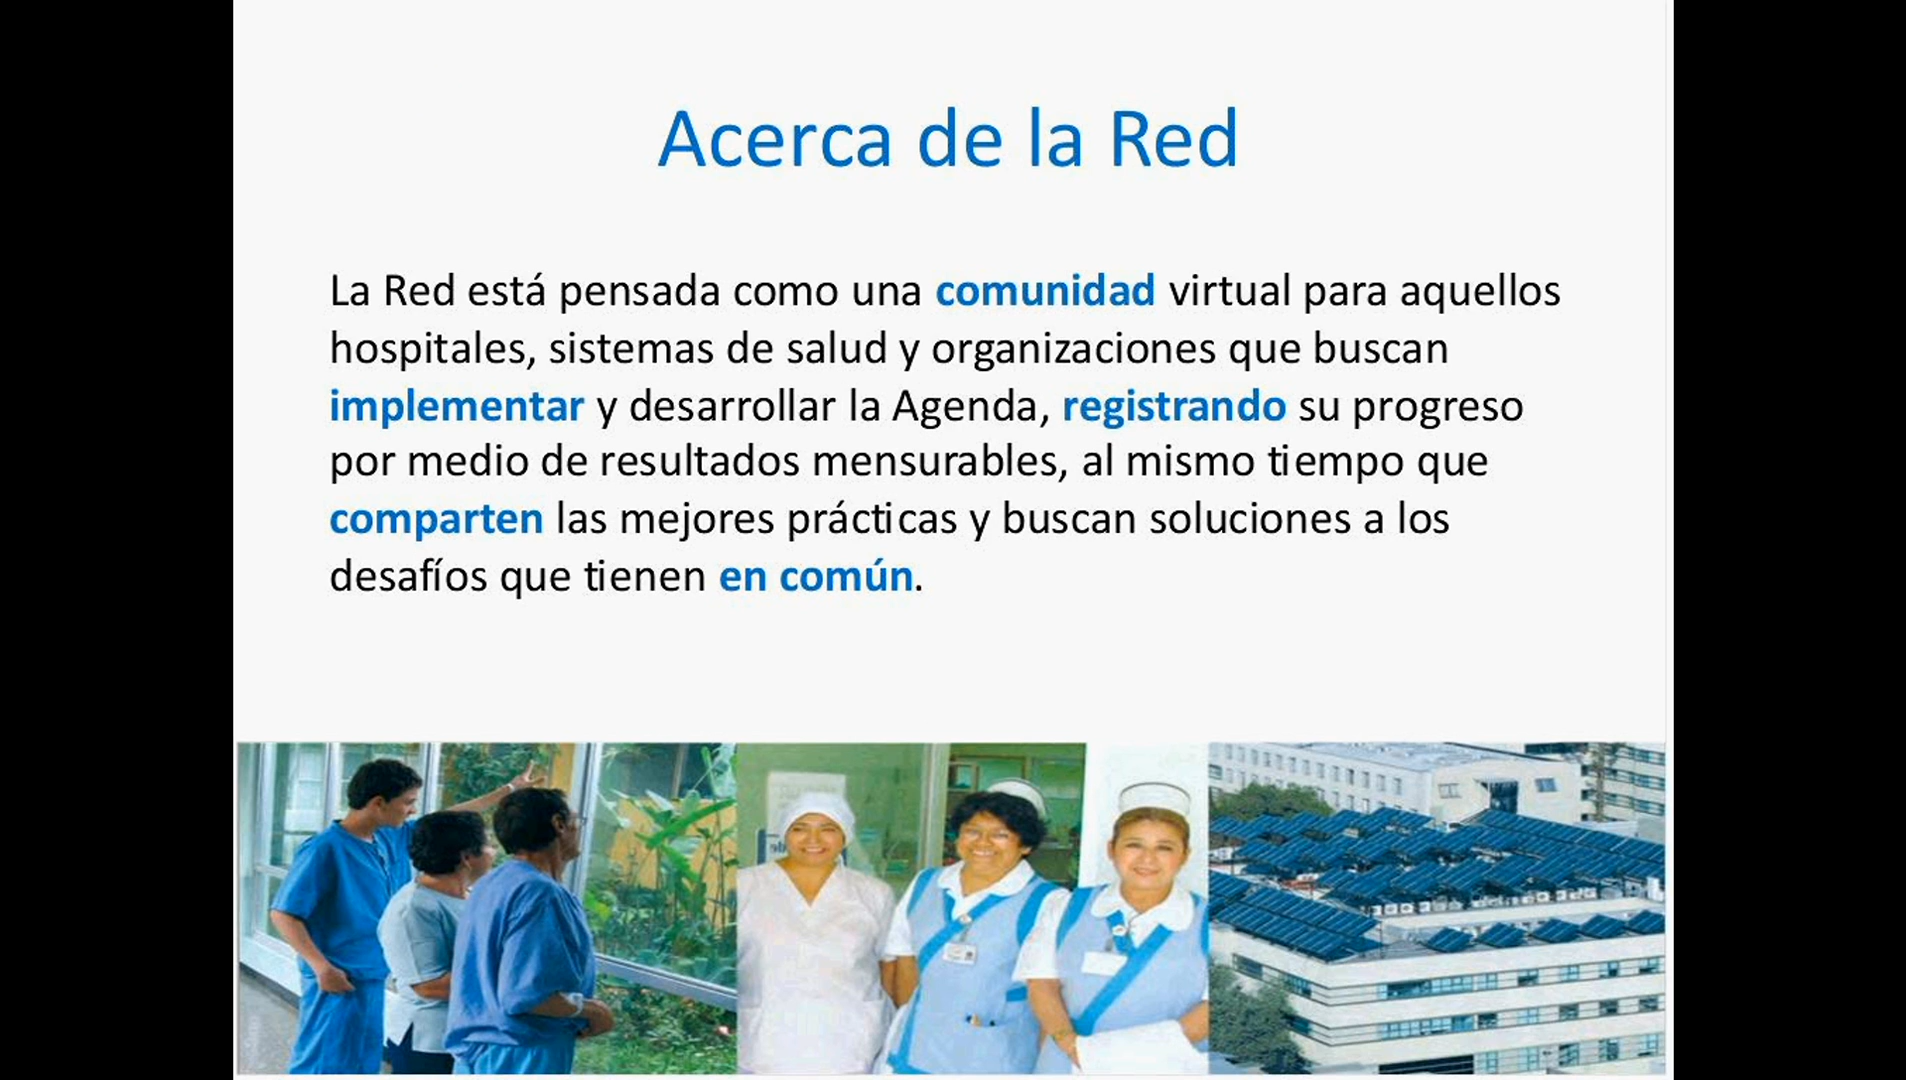 Acerca de la Red
La Red está pensada como una comunidad virtual para aquellos
hospitales, sistemas de salud y organizaciones que buscan
implementar y desarrollar la Agenda, registrando su progreso
por medio de resultados mensurables, al mismo tiempo que
comparten las mejores prácticas y buscan soluciones a los
desafíos que tienen en común.